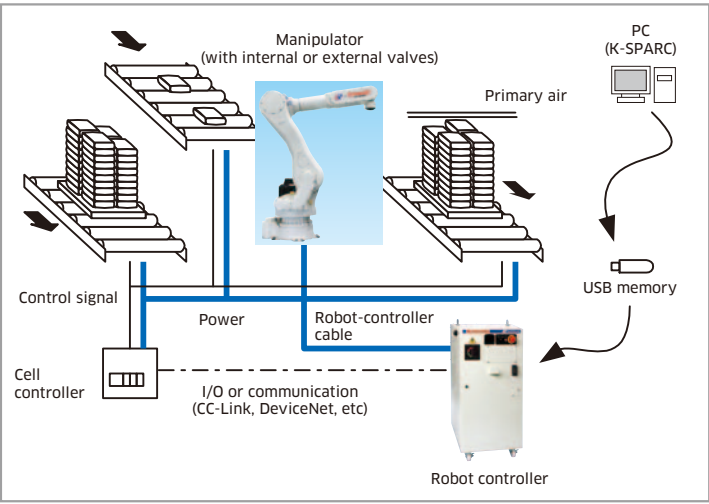 Manipulator
(with internal or external valves)
PC
(K-SPARC)
Primary air
USB memory
Control signal
Power
Robot-controller
cable
Cell
controller
I/O or communication
(CC-Link, DeviceNet, etc)
Robot controller